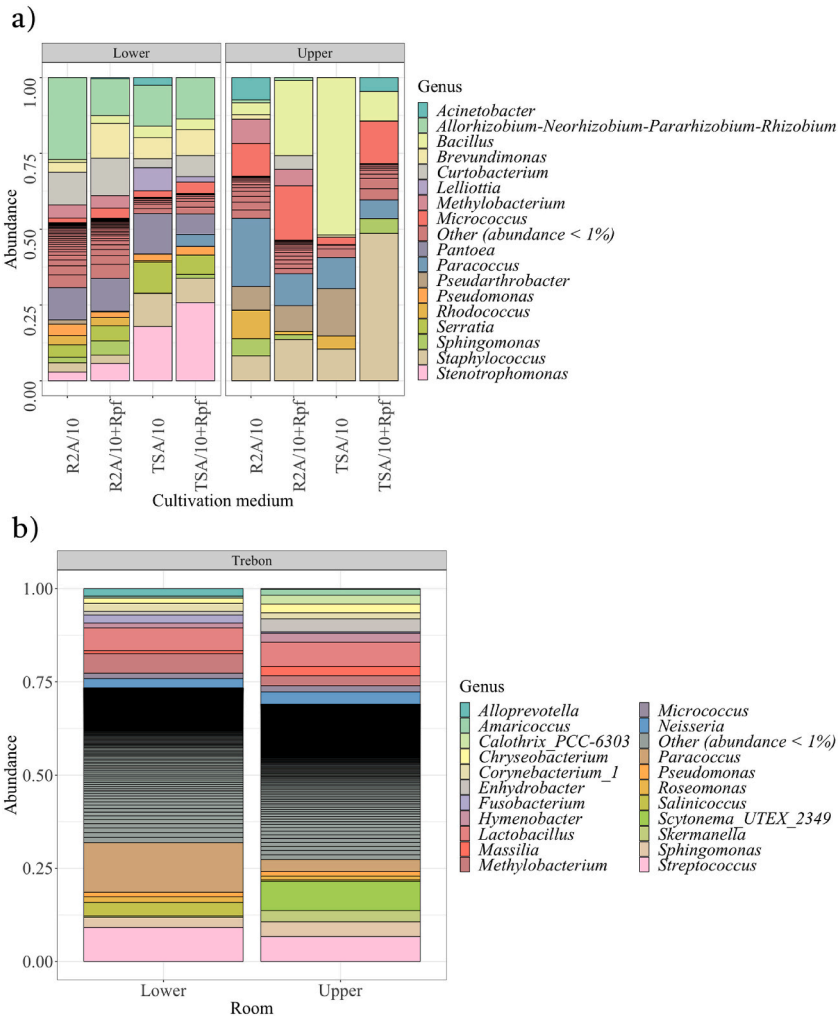 a)
Lower
Upper
1.00
0.75
0.50
0.25
0.00
Abundance
R2A/10
R2A/10+Rpf
TSA/10
TSA/10+Rpf
R2A/10
R2A/10+Rpf
TSA/10
TSA/10+Rpf
Cultivation medium
Genus
Acinetobacter
Allorhizobium-Neorhizobium-Pararhizobium-Rhizobium
Bacillus
Brevundimonas
Curtobacterium
Lelliottia
Methylobacterium
Micrococcus
Other (abundance < 1%)
Pantoea
Paracoccus
Pseudarthrobacter
Pseudomonas
Rhodococcus
Serratia
Sphingomonas
Staphylococcus
Stenotrophomonas
b)
Trebon
1.00
0.75
0.50
0.25
0.00
Abundance
Lower
Upper
Room
Genus
Alloprevotella
Amaricoccus
Calothrix_PCC-6303
Chryseobacterium
Corynebacterium_1
Enhydrobacter
Fusobacterium
Hymenobacter
Lactobacillus
Massilia
Methylobacterium
Micrococcus
Neisseria
Other (abundance < 1%)
Paracoccus
Pseudomonas
Roseomonas
Salinicoccus
Scytonema_UTEX_2349
Skermanella
Sphingomonas
Streptococcus